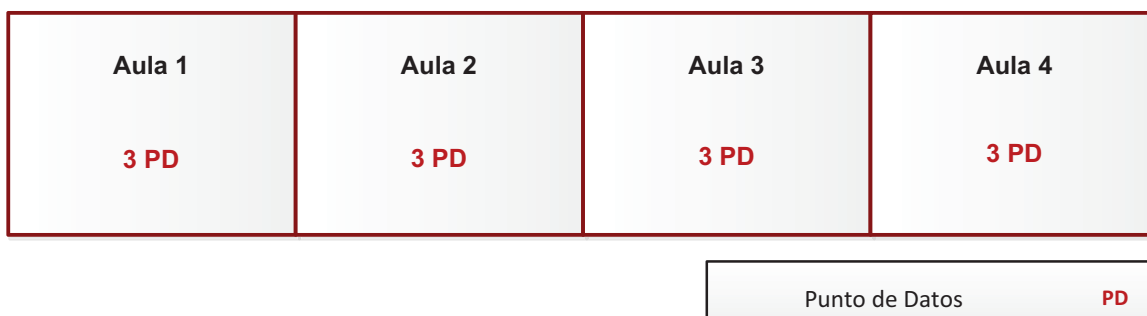 Aula 1 Aula 2 Aula 3 Aula 4
3 PD 3 PD 3 PD 3 PD
Punto de Datos PD